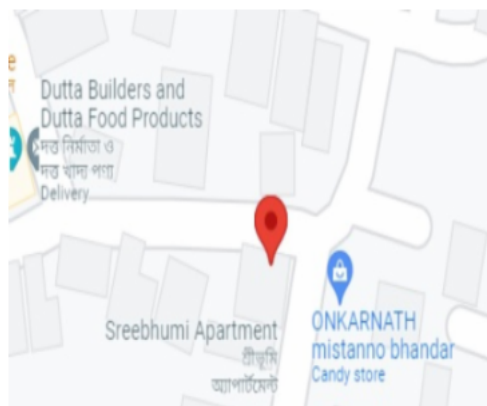 Dutta Builders and
Dutta Food Products
দত্ত নির্মাতা ও
দত্ত খাদ্য পণ্য
Delivery
Sreebhumi Apartment
শ্রীভূমি
অ্যাপার্টমেন্ট
ONKARNATH
mistanno bhandar
Candy store